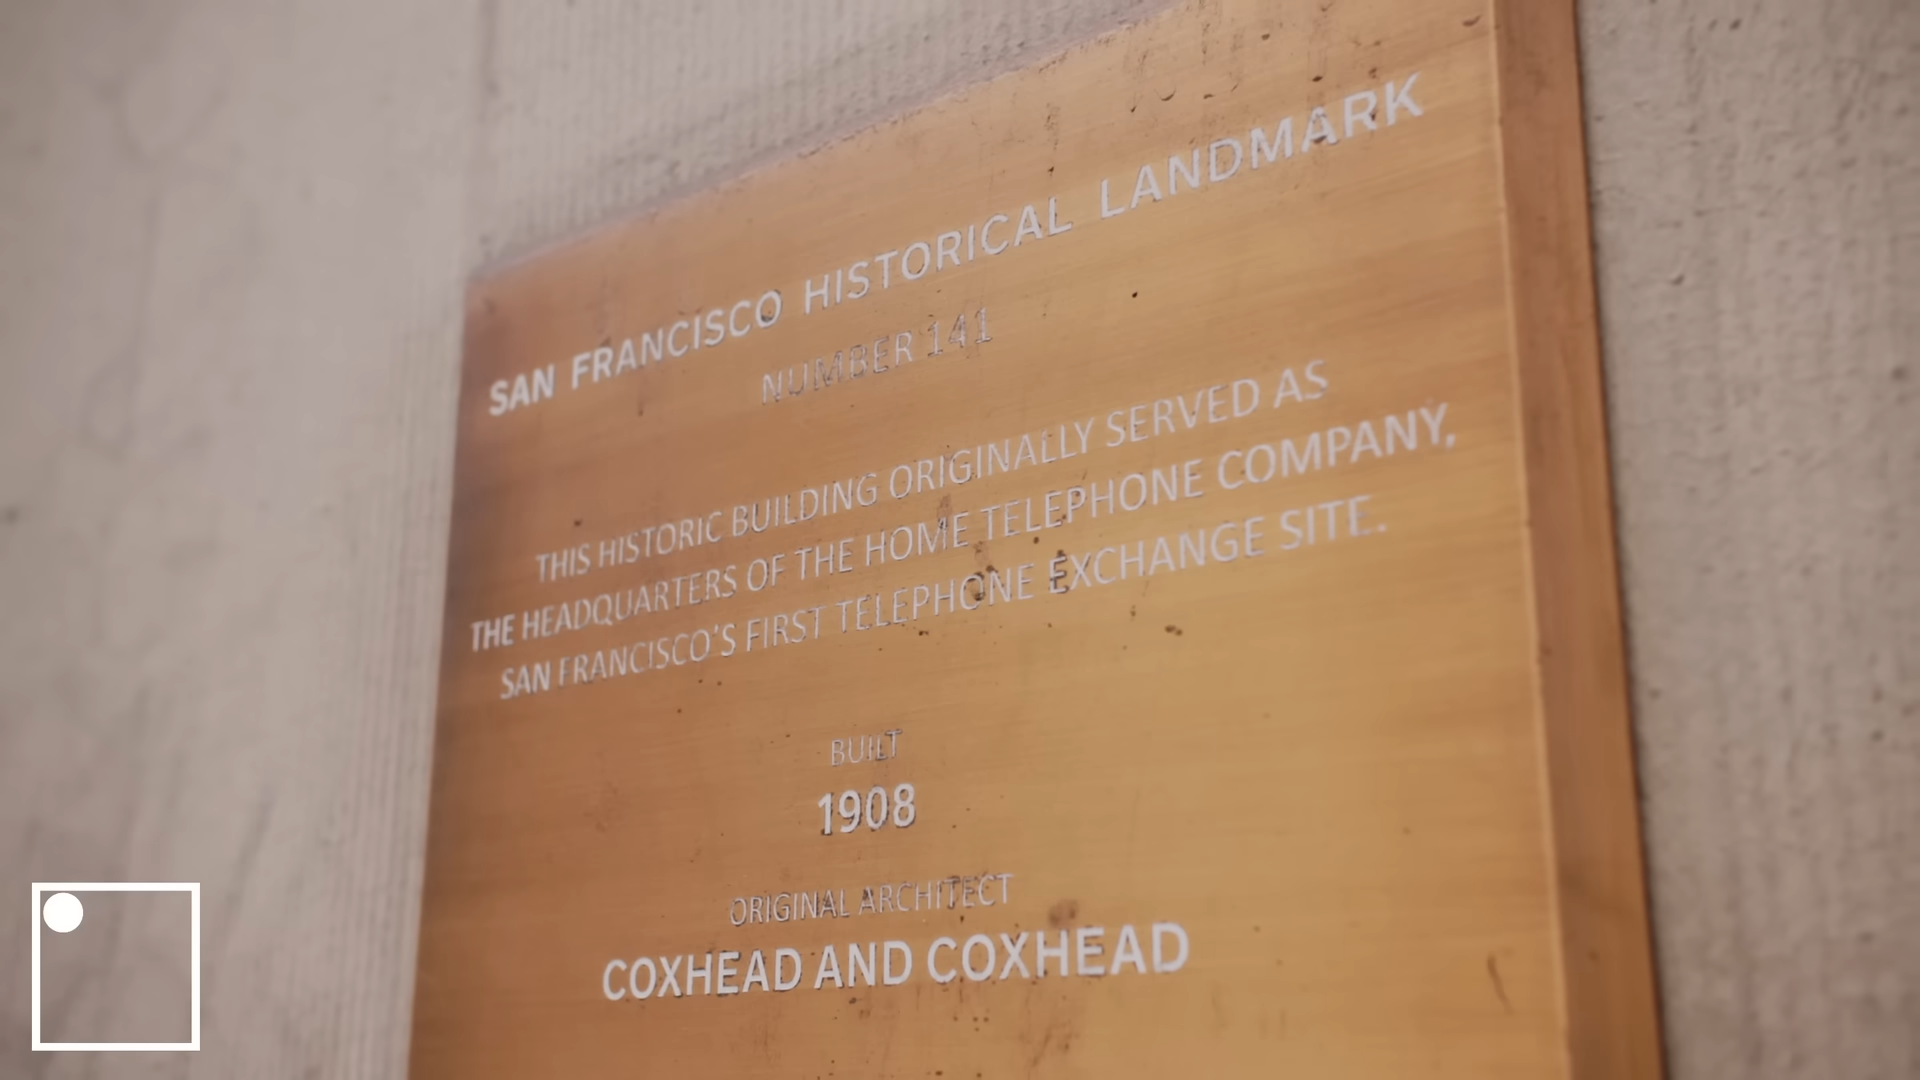 SAN FRANCISCO HISTORICAL LANDMARK
NUMBER 141
THIS HISTORIC BUILDING ORIGINALLY SERVED AS
THE HEADQUARTERS OF THE HOME TELEPHONE COMPANY,
SAN FRANCISCO'S FIRST TELEPHONE EXCHANGE SITE.
BUILT
1908
ORIGINAL ARCHITECT
COXHEAD AND COXHEAD